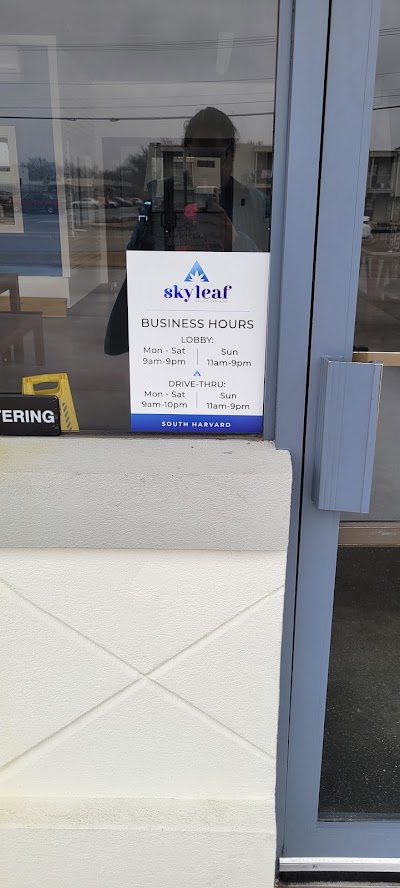 skyleaf
BUSINESS HOURS
LOBBY:
Mon - Sat | Sun
9am-9pm | 11am-9pm
DRIVE-THRU:
Mon - Sat | Sun
9am-10pm | 11am-9pm
SOUTH HARVARD
TERING